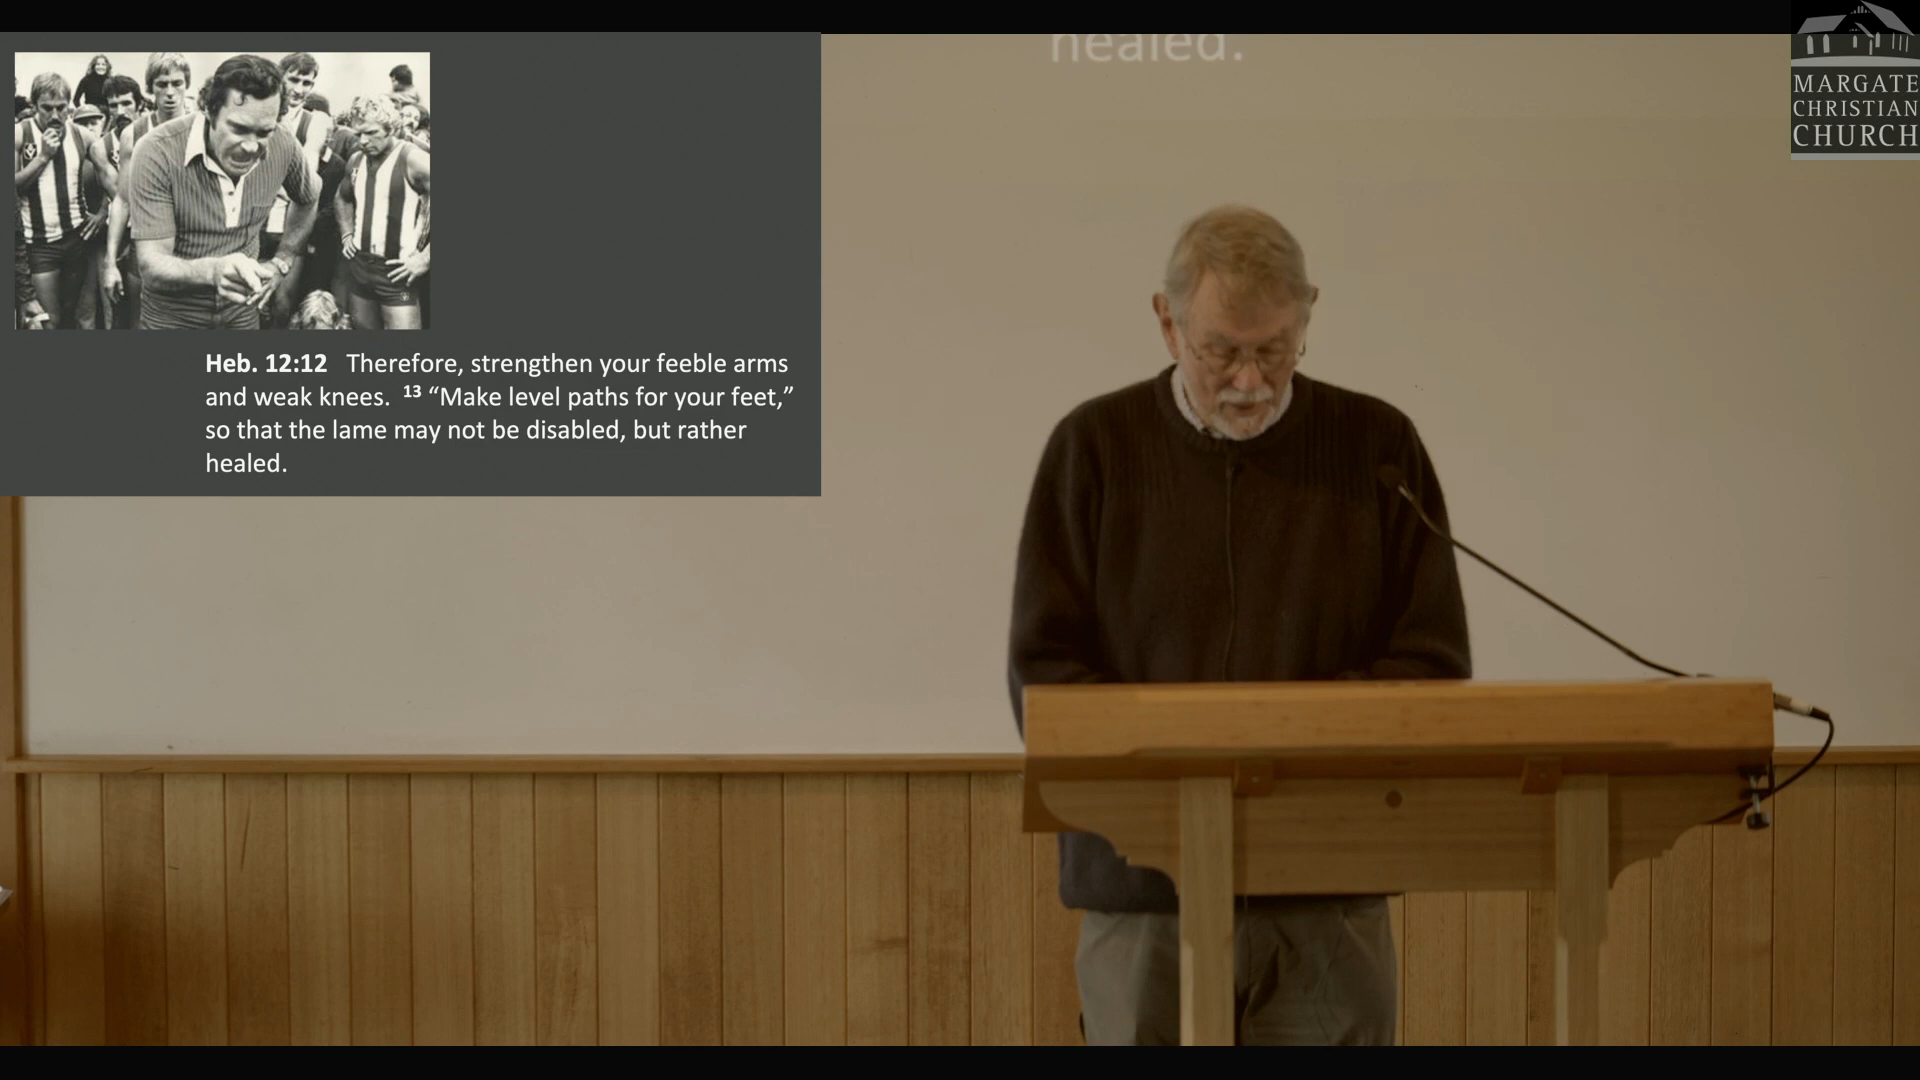 healed.
MARGATE
CHRISTIAN
CHURCH
Heb. 12:12 Therefore, strengthen your feeble arms
and weak knees. 13 “Make level paths for your feet,”
so that the lame may not be disabled, but rather
healed.